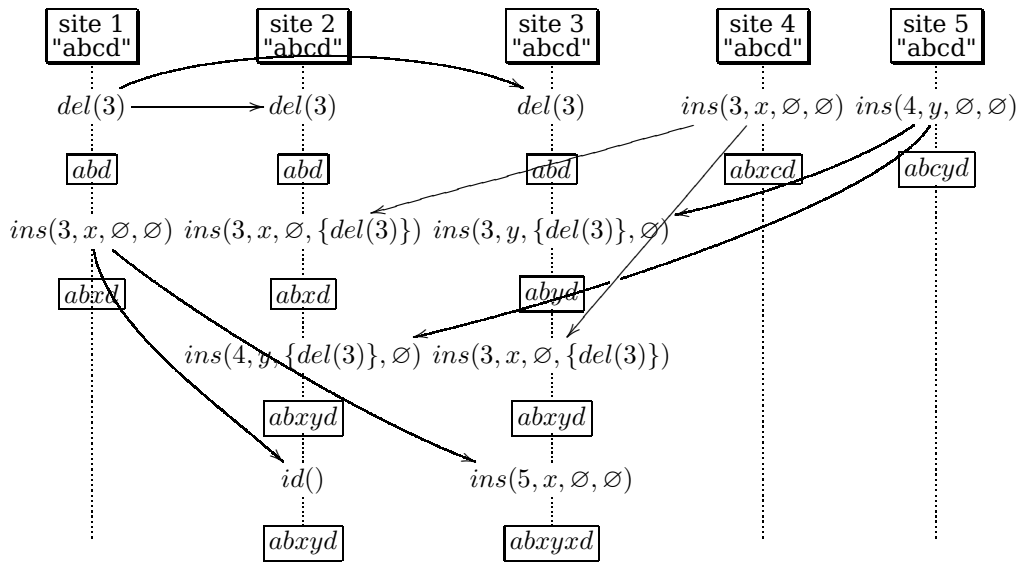 site 1 site 2 site 3 site 4 site 5
"abcd" "abcd" "abcd" "abcd" "abcd"
del(3) del(3) del(3) ins(3, x, ∅, ∅) ins(4, y, ∅, ∅)
abd abd abd abxcd abcyd
ins(3, x, ∅, ∅) ins(3, x, ∅, {del(3)}) ins(3, y, {del(3)}, ∅)
abxd abxd abyd
ins(4, y, {del(3)}, ∅) ins(3, x, ∅, {del(3)})
abxyd abxyd
id() ins(5, x, ∅, ∅)
abxyd abxyxd